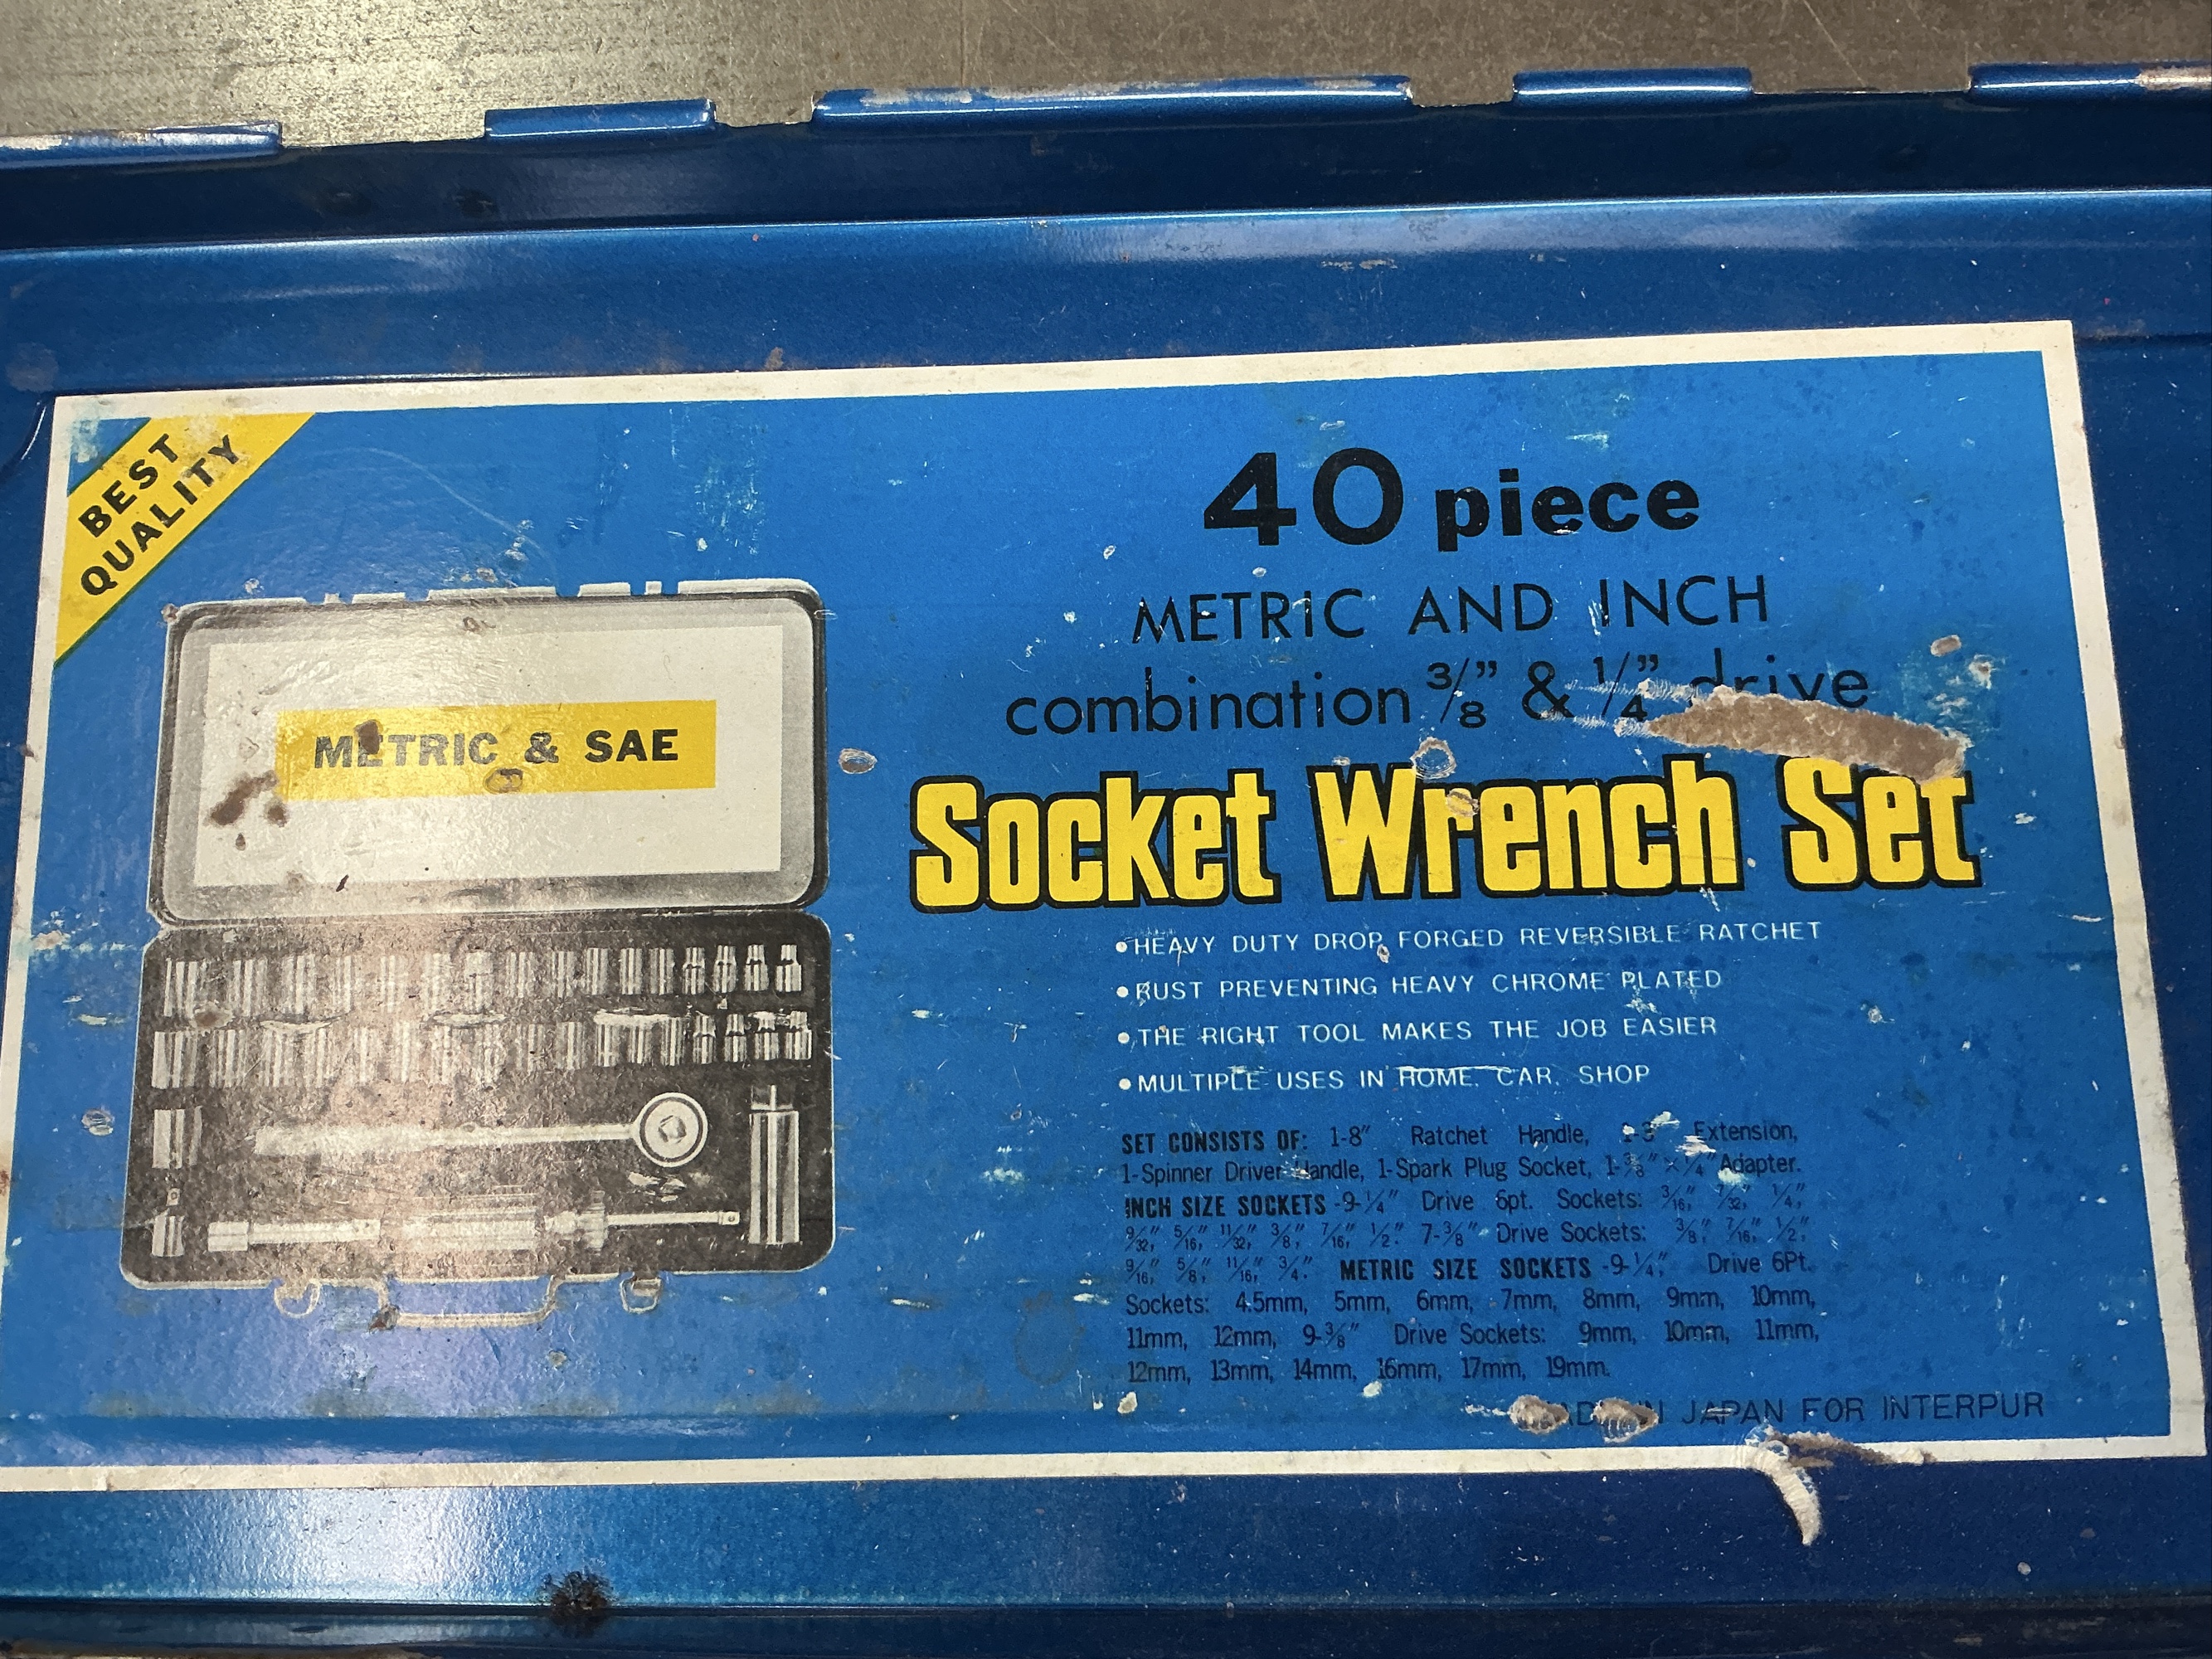 BEST
QUALITY
METRIC & SAE
40 piece
METRIC AND INCH
combination 3/8" & 1/4" drive
Socket Wrench Set
•HEAVY DUTY DROP FORGED REVERSIBLE RATCHET
•RUST PREVENTING HEAVY CHROME PLATED
•THE RIGHT TOOL MAKES THE JOB EASIER
•MULTIPLE USES IN HOME. CAR. SHOP
SET CONSISTS OF: 1-8" Ratchet Handle, 1-3" Extension,
1-Spinner Driver Handle, 1-Spark Plug Socket, 1-3/8"×1/4" Adapter.
INCH SIZE SOCKETS -9-1/4" Drive 6pt. Sockets: 3/16," 7/32," 1/4,"
9/32," 5/16," 11/32," 3/8," 7/16," 1/2." 7-3/8" Drive Sockets: 3/8," 7/16," 1/2,"
9/16," 5/8," 11/16," 3/4." METRIC SIZE SOCKETS -9-1/4," Drive 6Pt.
Sockets: 4.5mm, 5mm, 6mm, 7mm, 8mm, 9mm, 10mm,
11mm, 12mm, 9-3/8" Drive Sockets: 9mm, 10mm, 11mm,
12mm, 13mm, 14mm, 16mm, 17mm, 19mm.
MADE IN JAPAN FOR INTERPUR